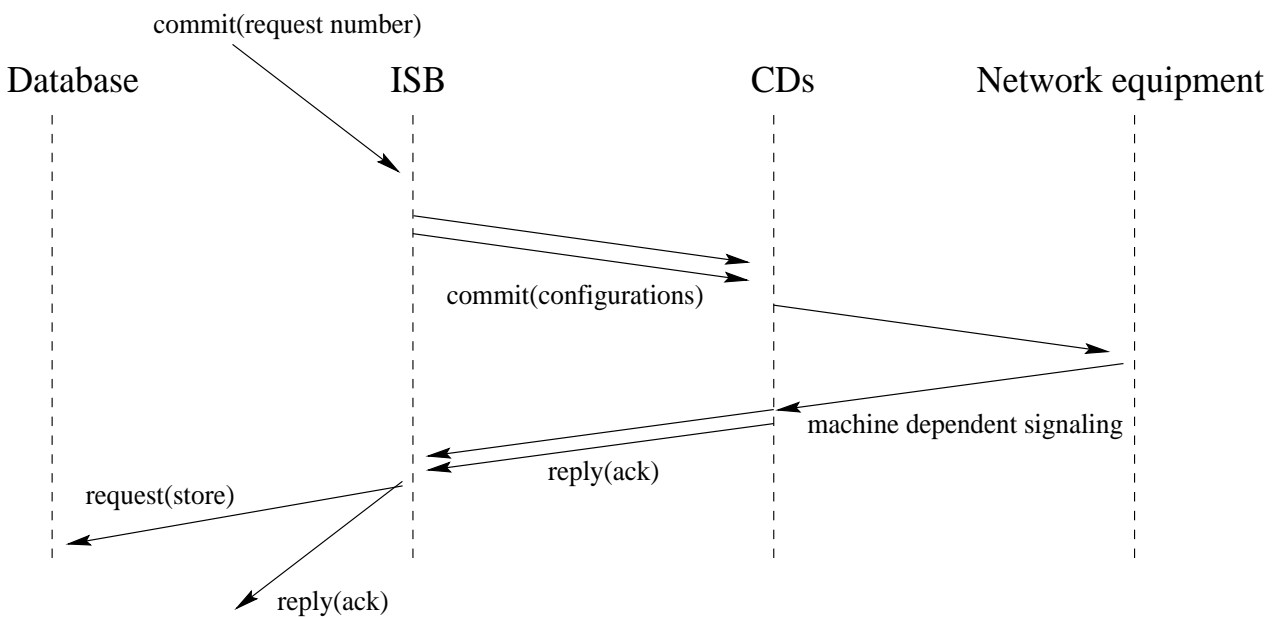 commit(request number)
Database
ISB
CDs
Network equipment
commit(configurations)
machine dependent signaling
reply(ack)
request(store)
reply(ack)